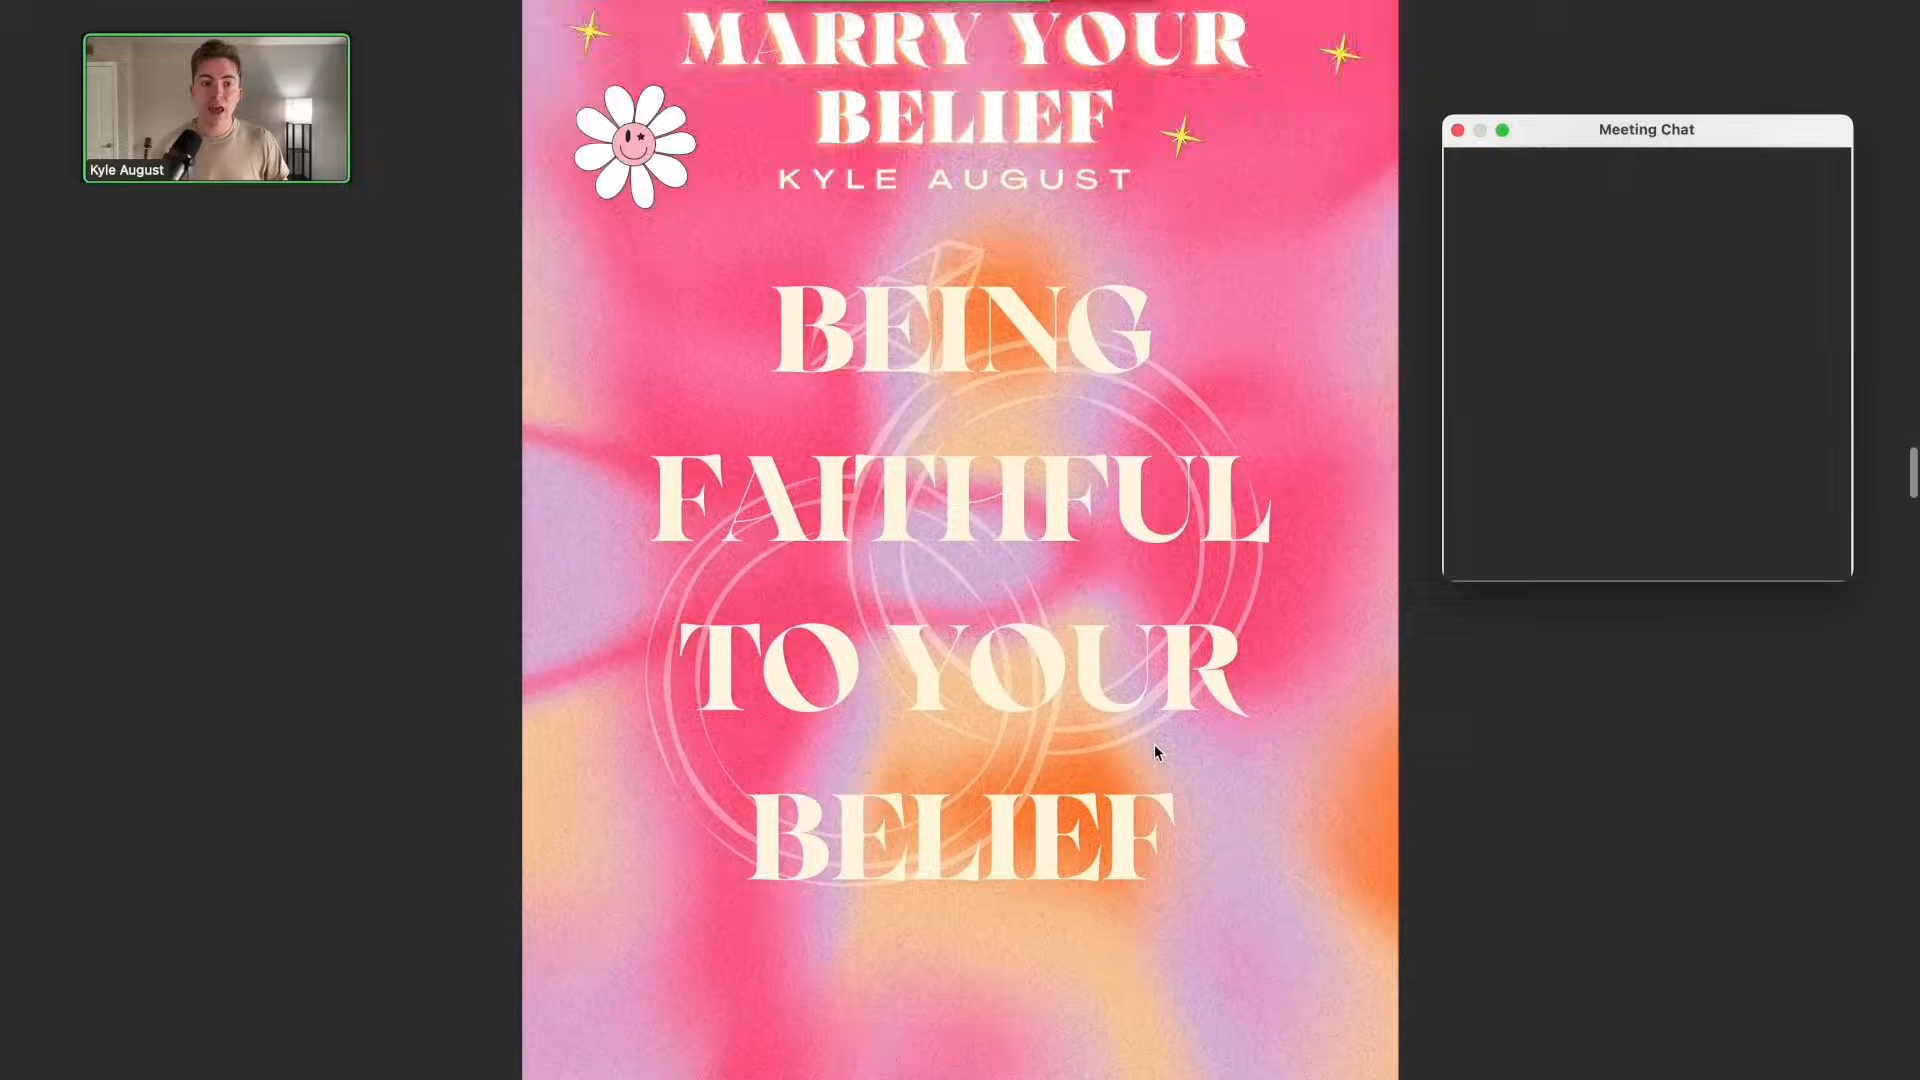 MARRY YOUR
BELIEF
KYLE AUGUST
BEING
FAITHFUL
TO YOUR
BELIEF
Kyle August
Meeting Chat